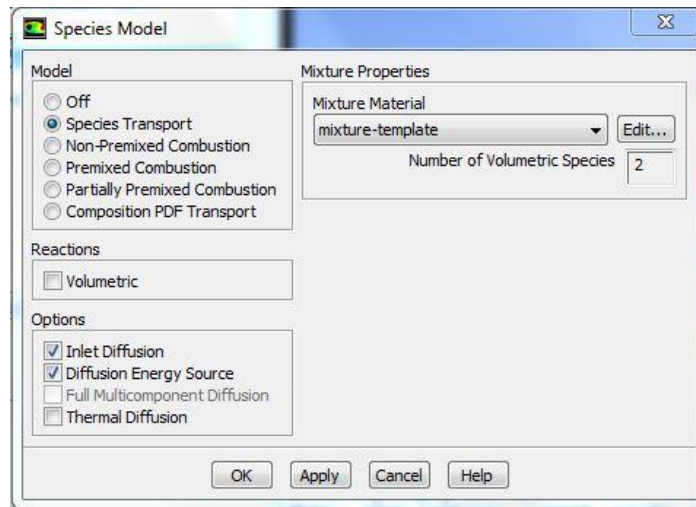 Species Model
Model
Off
Species Transport
Non-Premixed Combustion
Premixed Combustion
Partially Premixed Combustion
Composition PDF Transport
Reactions
Volumetric
Options
Inlet Diffusion
Diffusion Energy Source
Full Multicomponent Diffusion
Thermal Diffusion
Mixture Properties
Mixture Material
mixture-template Edit...
Number of Volumetric Species 2
OK Apply Cancel Help